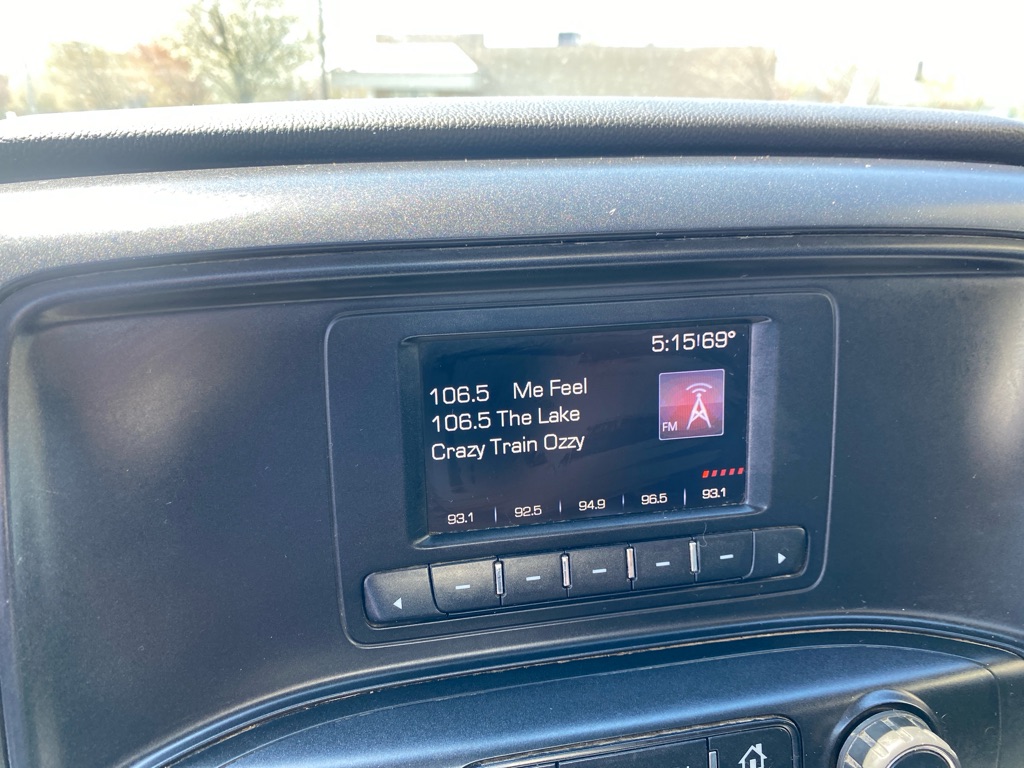 5:15 69°
106.5 Me Feel
106.5 The Lake
Crazy Train Ozzy
FM
93.1 92.5 94.9 96.5 93.1